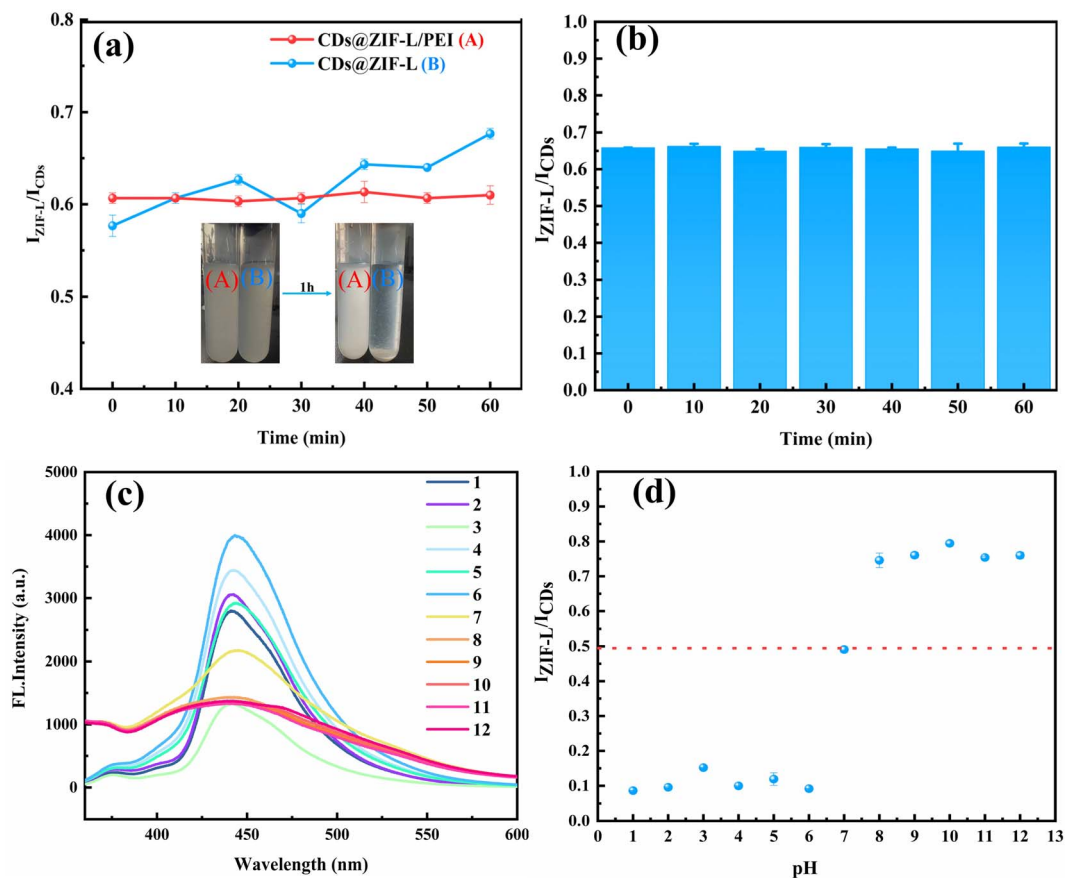 (a)
CDs@ZIF-L/PEI (A)
CDs@ZIF-L (B)
0.8
0.7
0.6
0.5
0.4
I_ZIF-L/I_CDs
(A) (B)
1h
(A) (B)
0 10 20 30 40 50 60
Time (min)
(b)
1.0
0.9
0.8
0.7
0.6
0.5
0.4
0.3
0.2
0.1
0.0
I_ZIF-L/I_CDs
0 10 20 30 40 50 60
Time (min)
(c)
5000
4000
3000
2000
1000
0
FL.Intensity (a.u.)
1
2
3
4
5
6
7
8
9
10
11
12
400 450 500 550 600
Wavelength (nm)
(d)
1.0
0.9
0.8
0.7
0.6
0.5
0.4
0.3
0.2
0.1
0.0
I_ZIF-L/I_CDs
0 1 2 3 4 5 6 7 8 9 10 11 12 13
pH